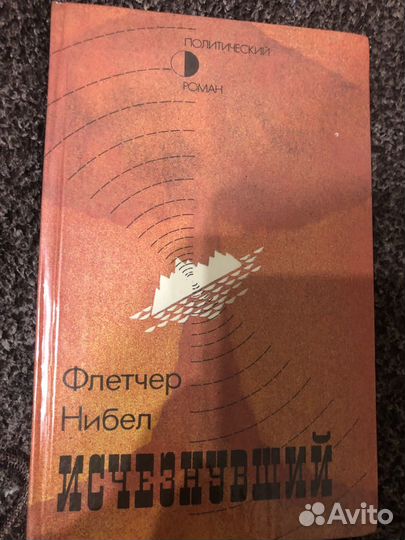 ПОЛИТИЧЕСКИЙ
РОМАН
Флетчер
Нибел
ИСЧЕЗНУВШИЙ
Avito